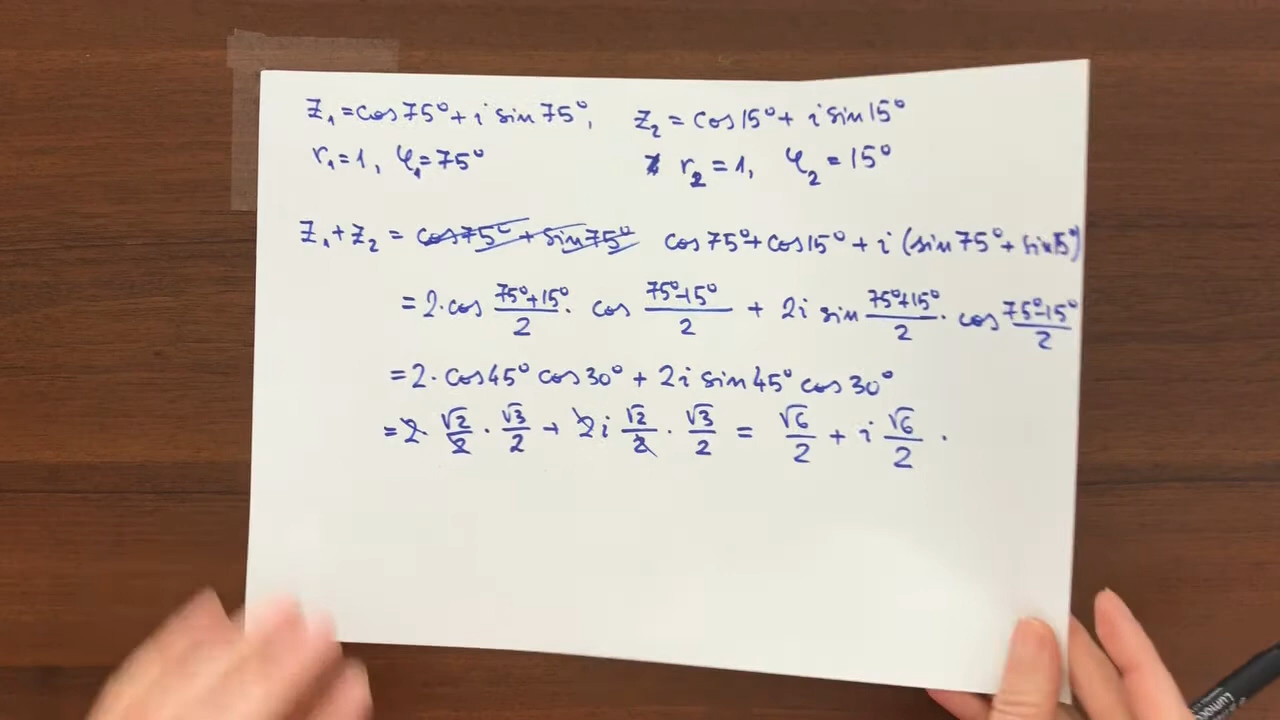 z₁ = cos 75° + i sin 75°, z₂ = cos 15° + i sin 15°
r₁ = 1, φ₁ = 75° r₂ = 1, φ₂ = 15°
z₁ + z₂ = cos 75° + sin 75° cos 75° + cos 15° + i (sin 75° + sin 15°)
= 2 · cos (75° + 15°)/2 · cos (75° - 15°)/2 + 2i sin (75° + 15°)/2 · cos (75° - 15°)/2
= 2 · cos 45° cos 30° + 2i sin 45° cos 30°
= 2 √2/2 · √3/2 + 2i √2/2 · √3/2 = √6/2 + i √6/2 .